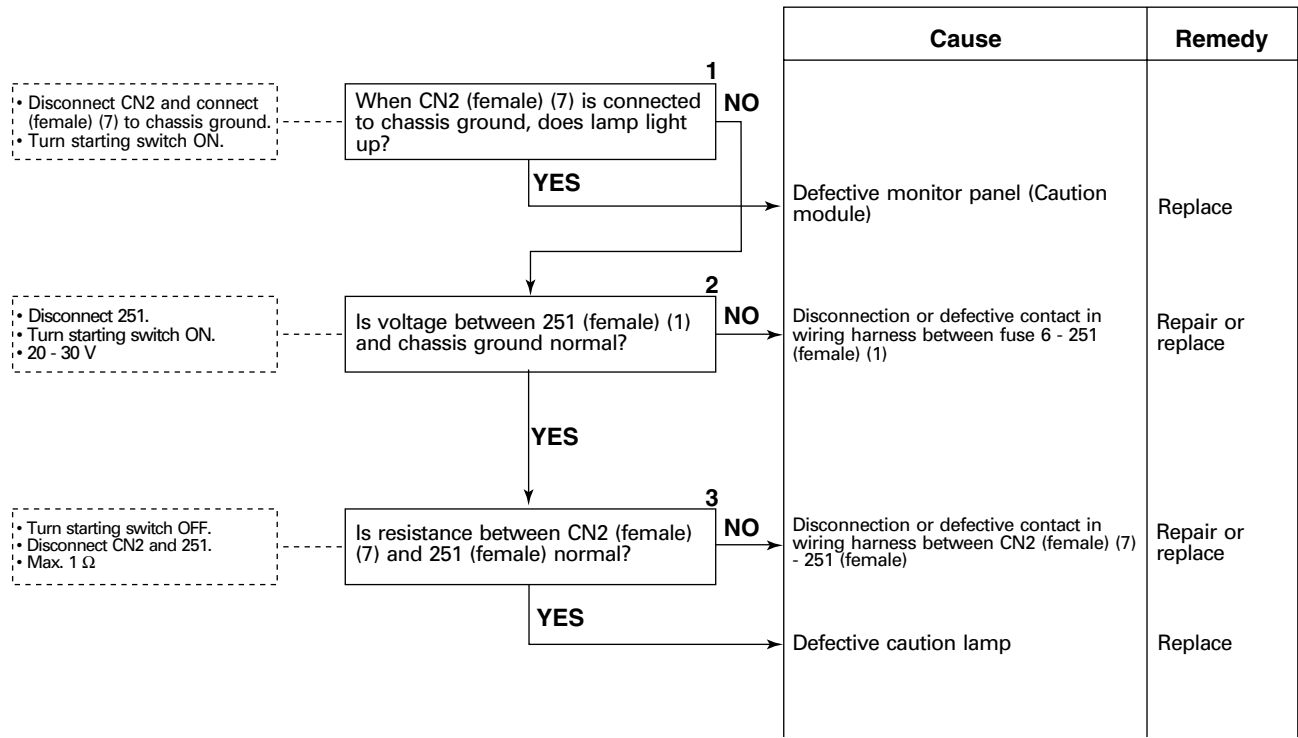 Cause
Remedy
• Disconnect CN2 and connect
(female) (7) to chassis ground.
• Turn starting switch ON.
1
When CN2 (female) (7) is connected
to chassis ground, does lamp light
up?
NO
YES
Defective monitor panel (Caution
module)
Replace
• Disconnect 251.
• Turn starting switch ON.
• 20 - 30 V
2
Is voltage between 251 (female) (1)
and chassis ground normal?
NO
Disconnection or defective contact in
wiring harness between fuse 6 - 251
(female) (1)
Repair or
replace
YES
• Turn starting switch OFF.
• Disconnect CN2 and 251.
• Max. 1 Ω
3
Is resistance between CN2 (female)
(7) and 251 (female) normal?
NO
Disconnection or defective contact in
wiring harness between CN2 (female) (7)
- 251 (female)
Repair or
replace
YES
Defective caution lamp
Replace